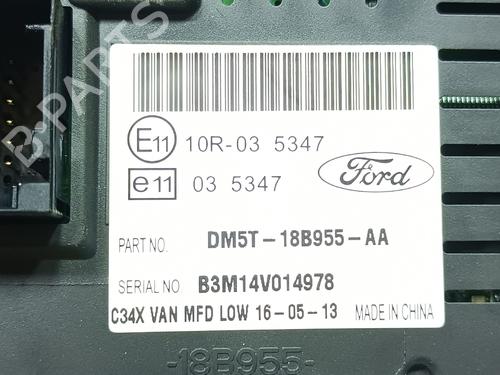 E11 10R-03 5347
e11 03 5347
Ford
PART NO. DM5T-18B955-AA
SERIAL NO B3M14V014978
C34X VAN MFD LOW 16-05-13 MADE IN CHINA
-18B955-
B-PARTS